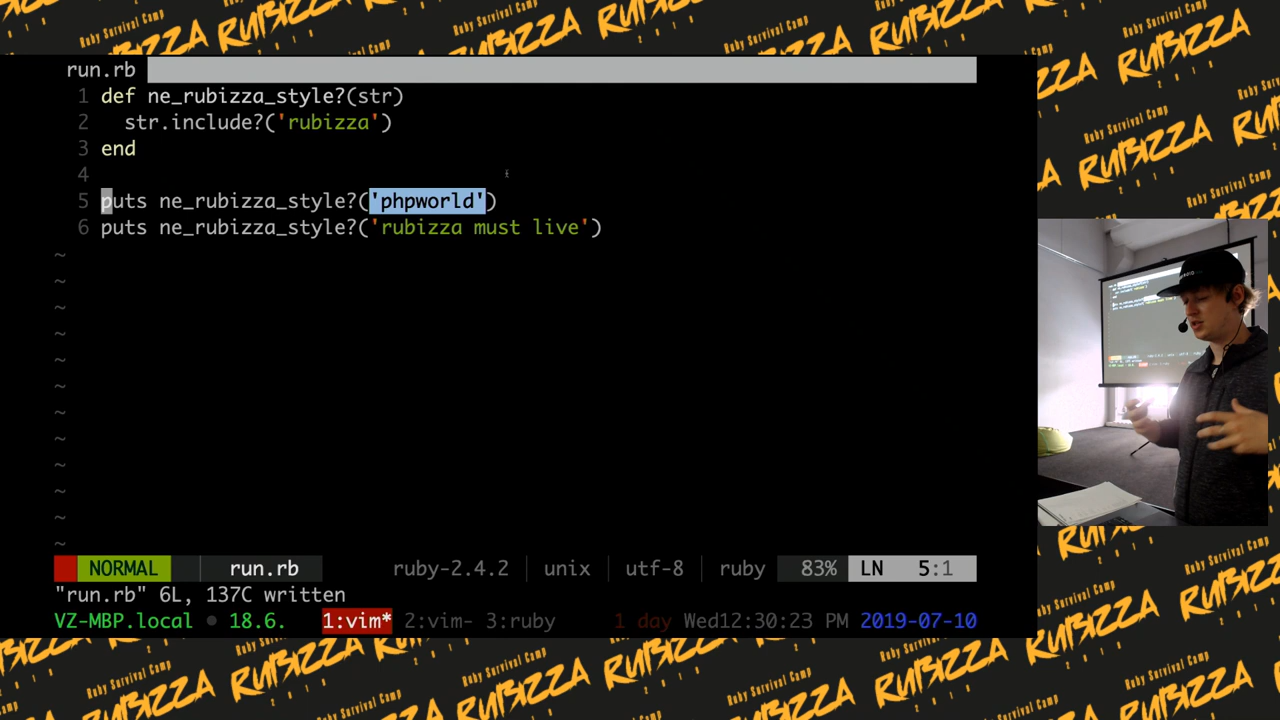 run.rb
1 def ne_rubizza_style?(str)
2 str.include?('rubizza')
3 end
4
5 puts ne_rubizza_style?('phpworld')
6 puts ne_rubizza_style?('rubizza must live')
~
~
~
~
~
~
~
~
~
~
~
~
NORMAL run.rb ruby-2.4.2 unix utf-8 ruby 83% LN 5:1
"run.rb" 6L, 137C written
VZ-MBP.local • 18.6. 1:vim* 2:vim- 3:ruby 1 day Wed12:30:23 PM 2019-07-10
Ruby Survival Camp
RUBIZZA
2019